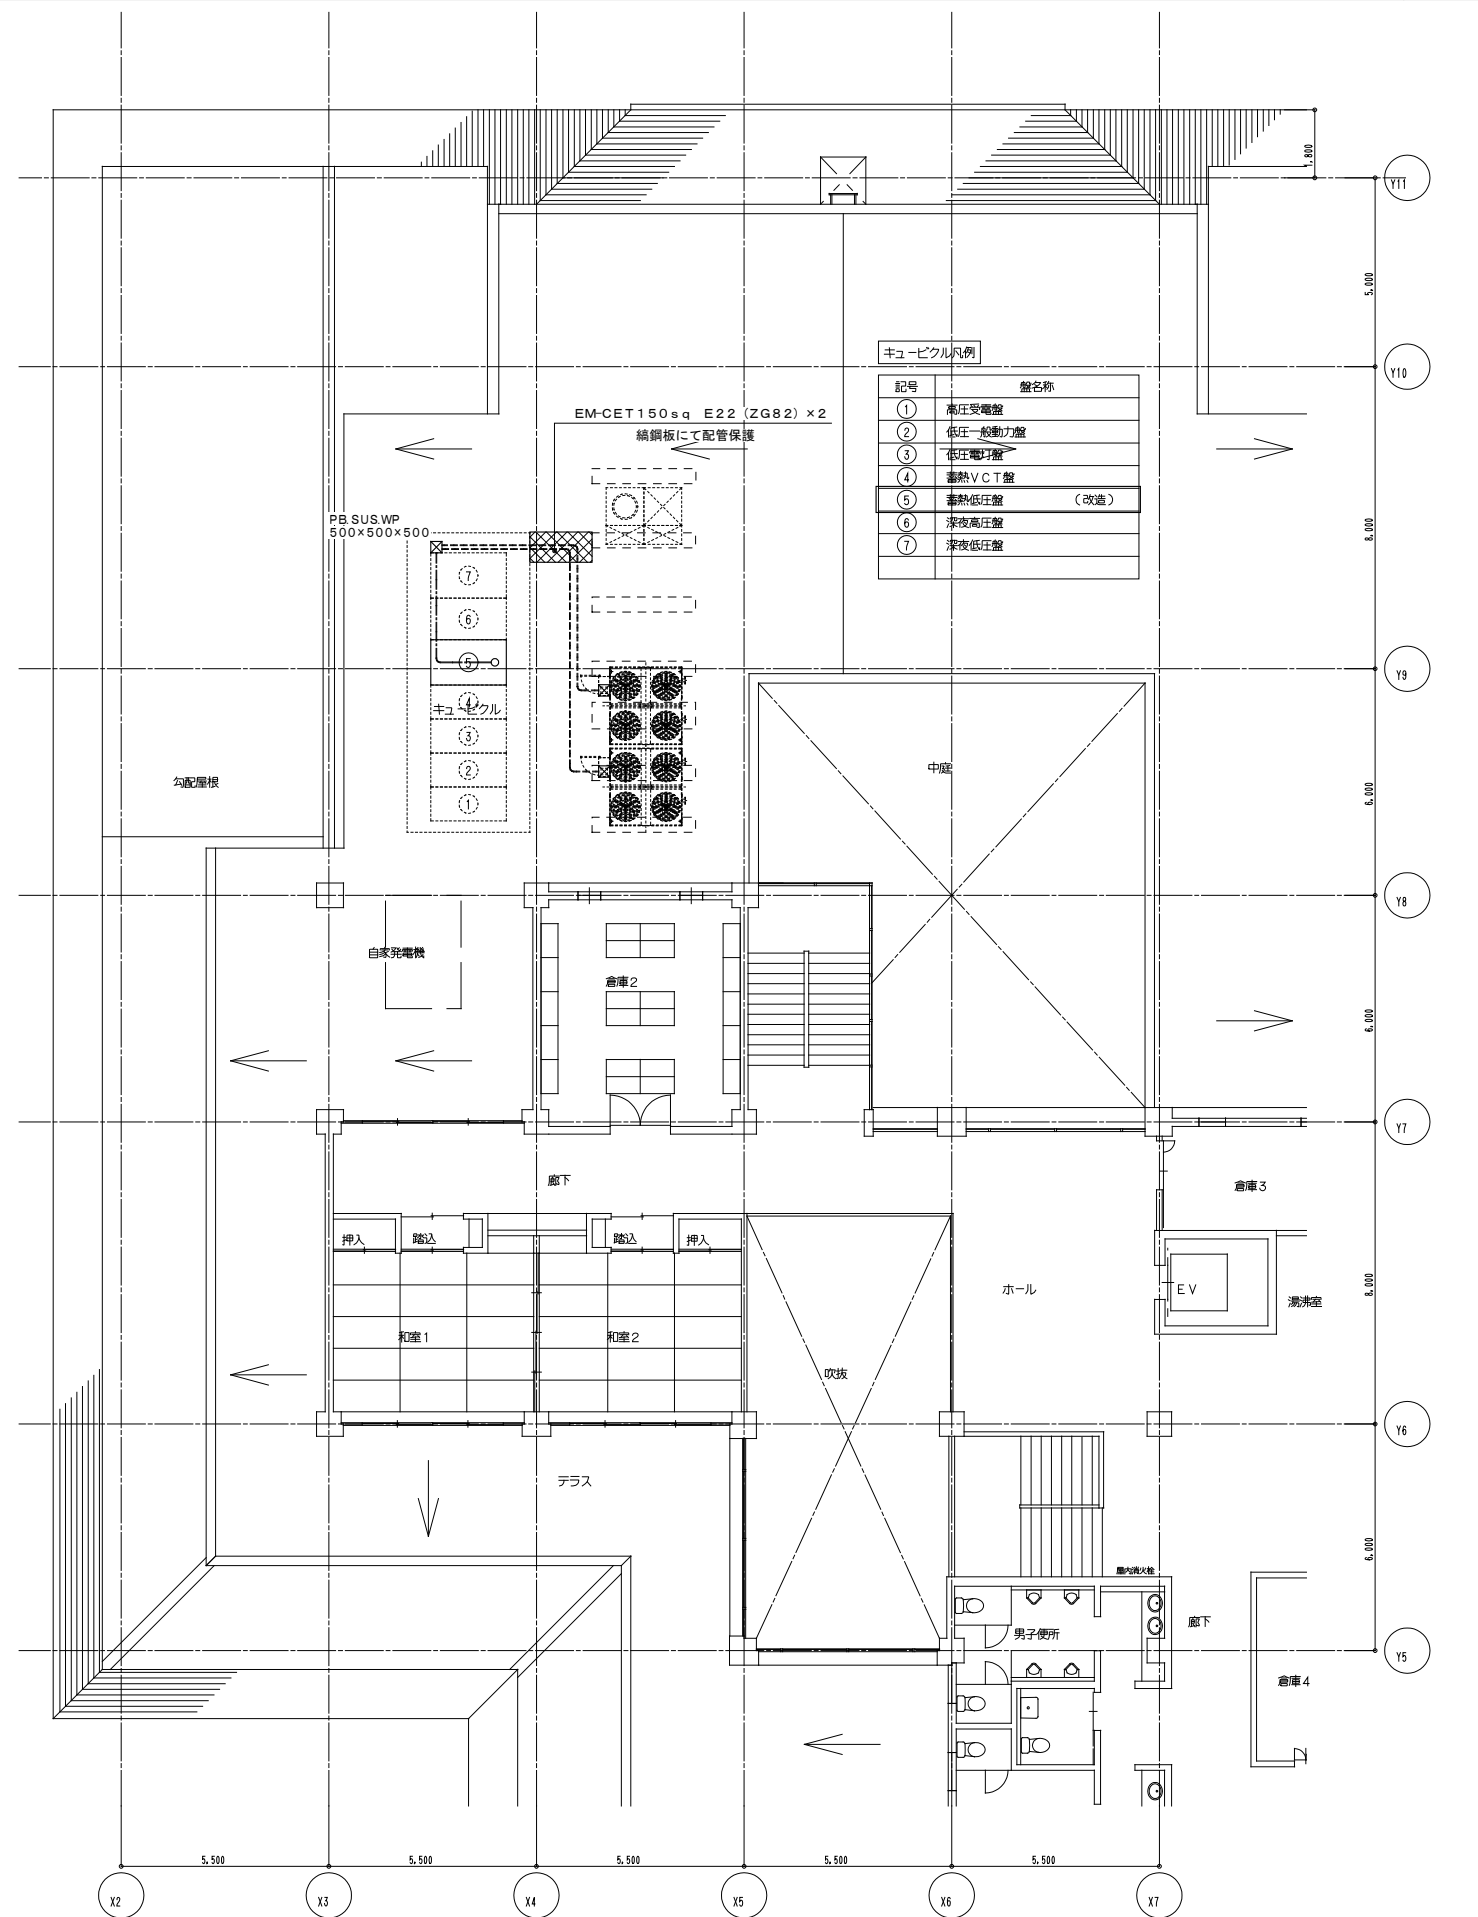 1,800
Y11
5,000
キュービクル凡例
Y10
記号 盤名称
① 高圧受電盤
② 低圧一般動力盤
③ 低圧電灯盤
④ 蓄熱VCT盤
⑤ 蓄熱低圧盤 (改造)
⑥ 深夜高圧盤
⑦ 深夜低圧盤
EM-CET150sq E22 (ZG82) ×2
縞鋼板にて配管保護
PB.SUS.WP
500×500×500
8,000
⑦
⑥
⑤
④
キュービクル
③
②
①
Y9
中庭
勾配屋根
6,000
Y8
自家発電機
倉庫2
6,000
Y7
廊下
倉庫3
押入
踏込
踏込
押入
ホール
EV
湯沸室
8,000
和室1
和室2
吹抜
Y6
テラス
6,000
屋内消火栓
男子便所
廊下
Y5
倉庫4
5,500
5,500
5,500
5,500
5,500
X2
X3
X4
X5
X6
X7